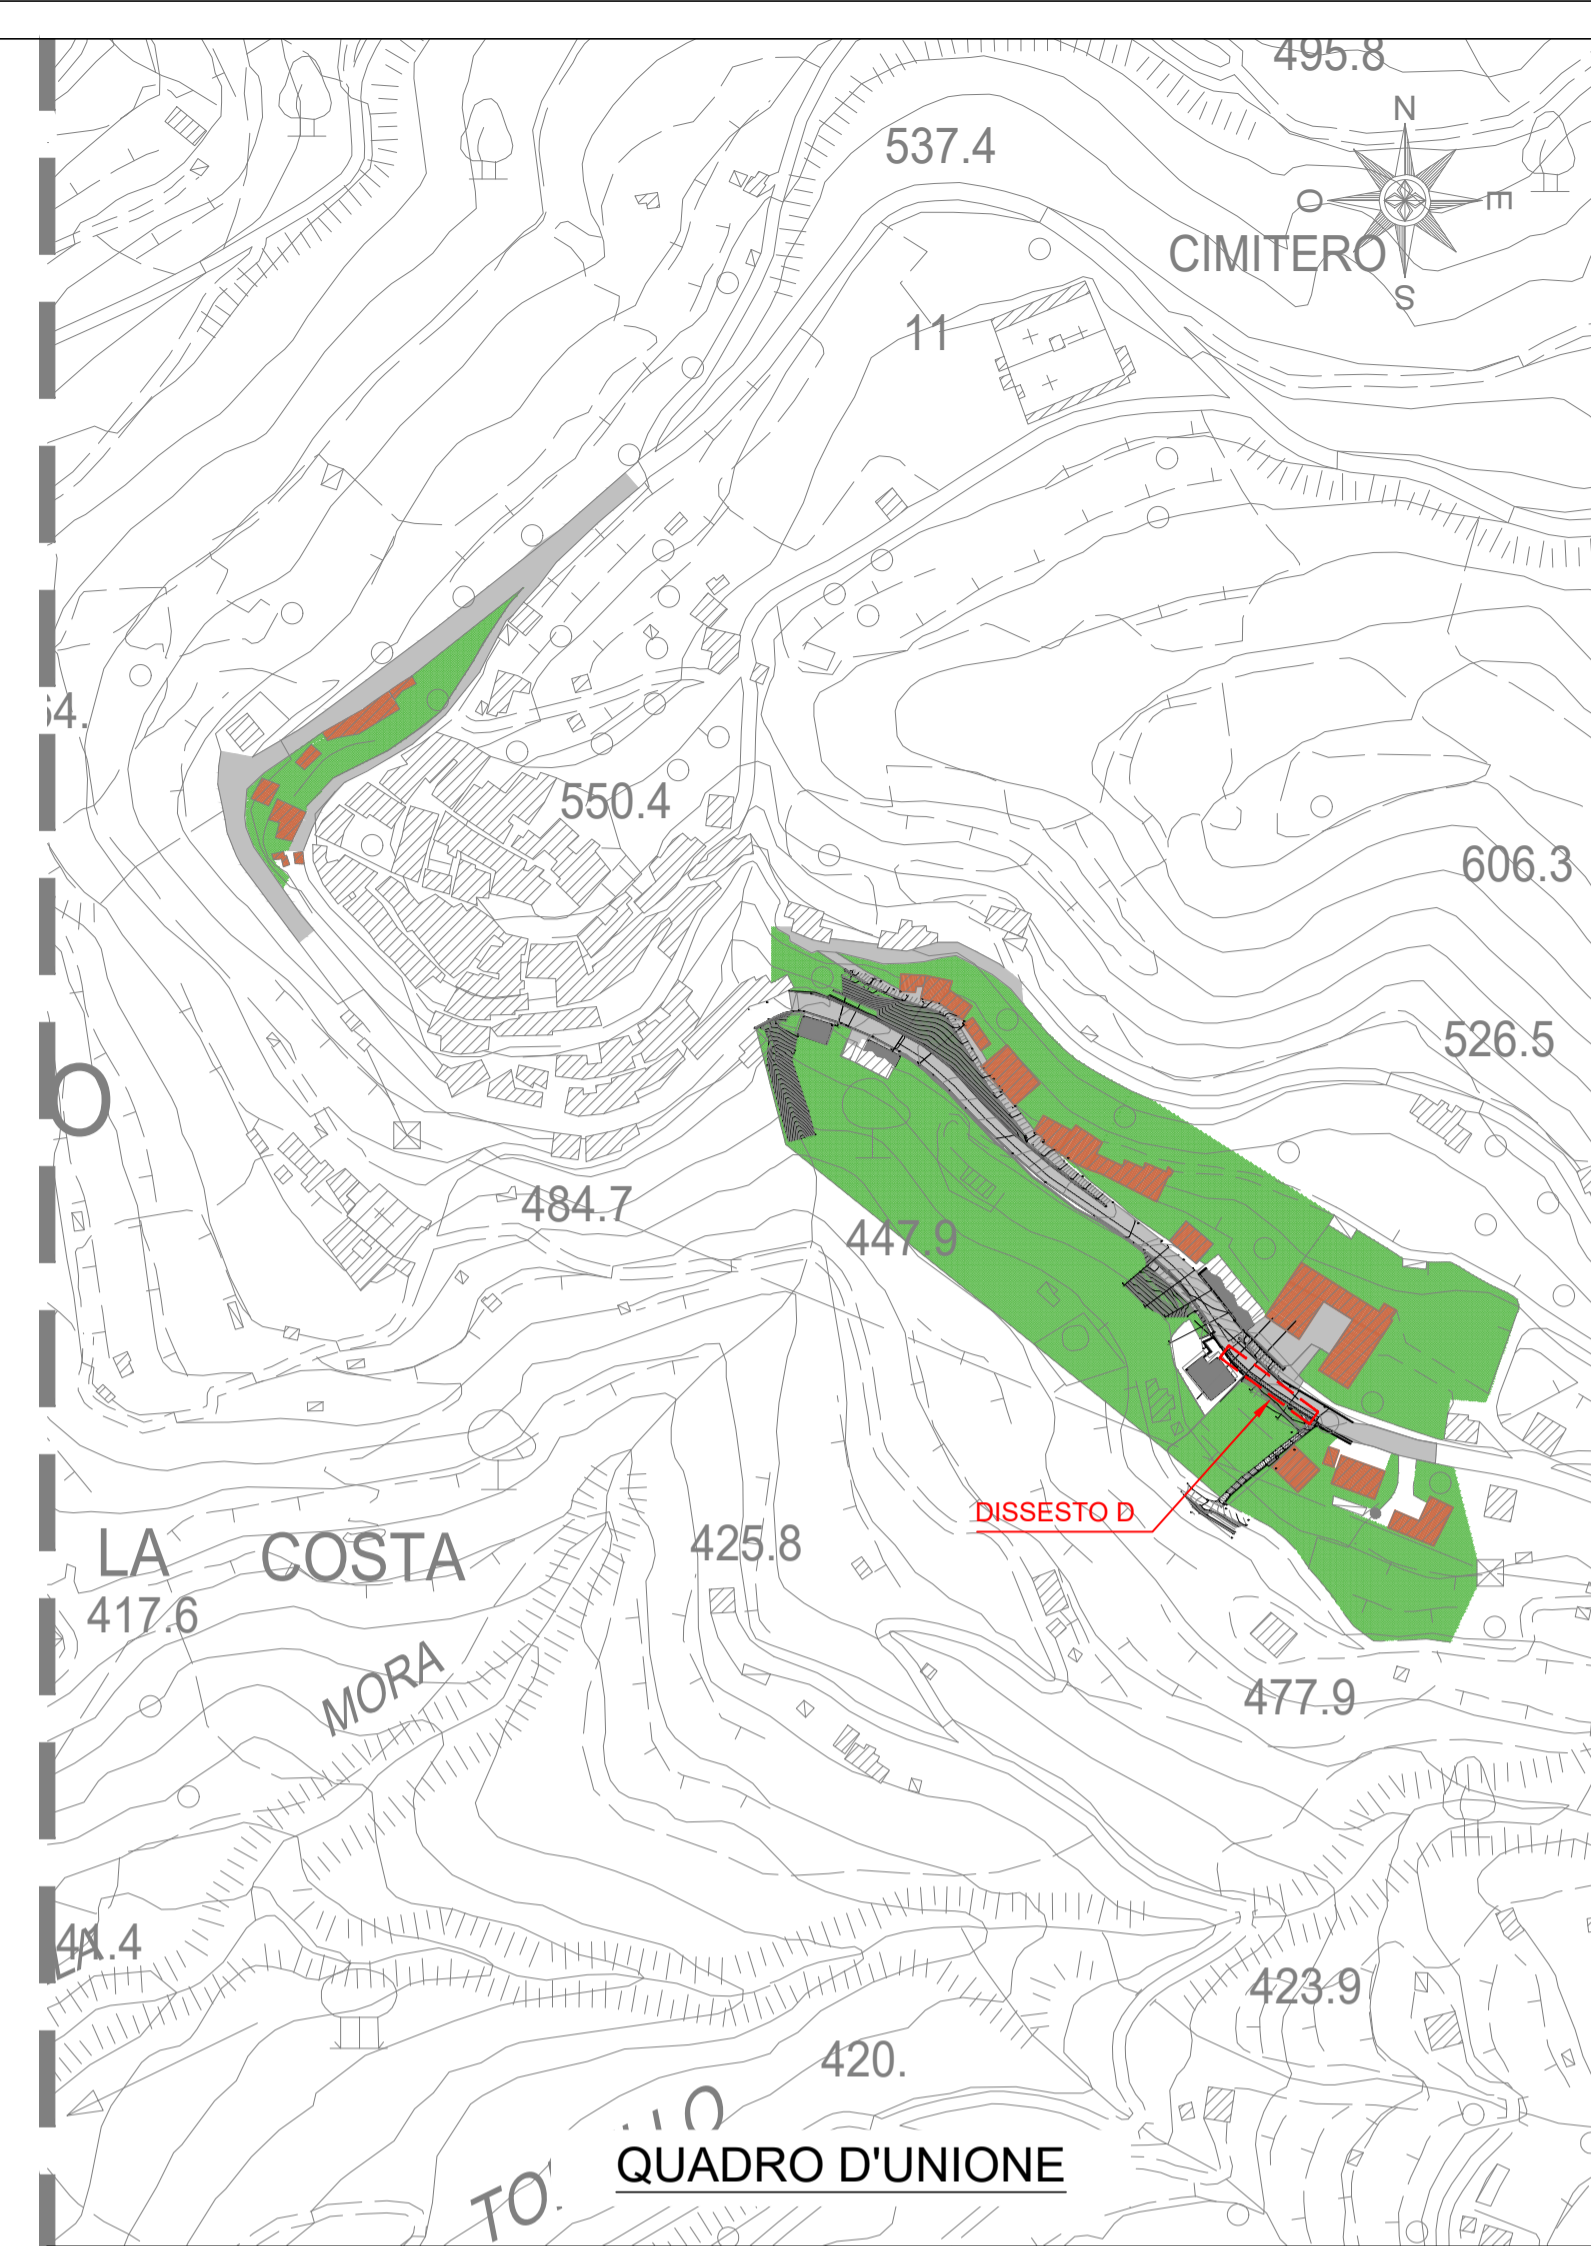 495.8
N
537.4
O
E
CIMITERO
S
11
550.4
606.3
526.5
O
484.7
447.9
DISSESTO D
LA COSTA
425.8
417.6
MORA
477.9
LA
423.9
420.
QUADRO D'UNIONE